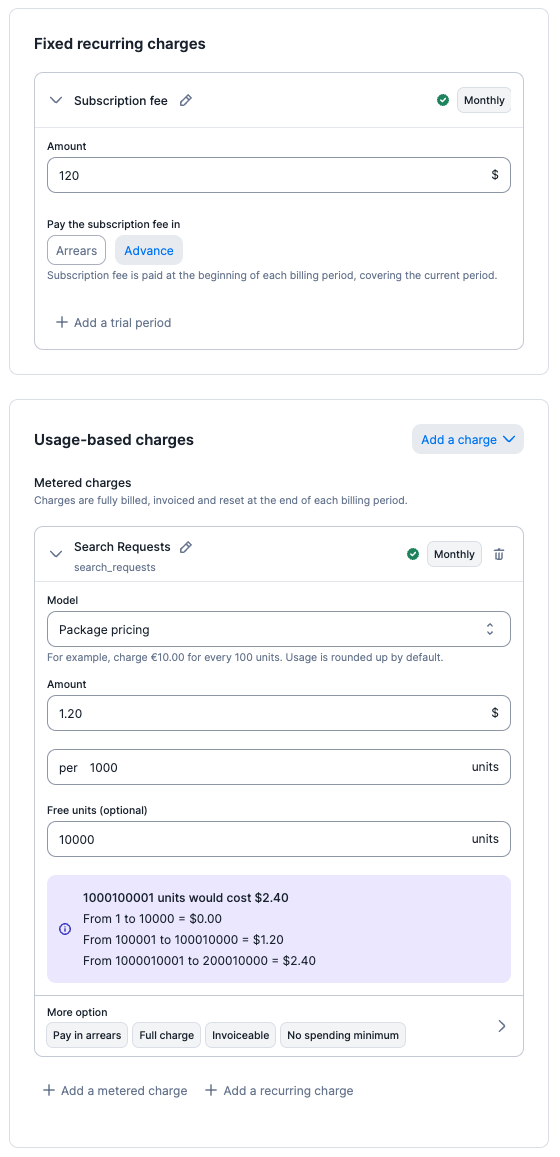 Fixed recurring charges
Subscription fee
Monthly
Amount
120 $
Pay the subscription fee in
Arrears Advance
Subscription fee is paid at the beginning of each billing period, covering the current period.
Add a trial period
Usage-based charges
Add a charge
Metered charges
Charges are fully billed, invoiced and reset at the end of each billing period.
Search Requests
search_requests
Monthly
Model
Package pricing
For example, charge €10.00 for every 100 units. Usage is rounded up by default.
Amount
1.20 $
per 1000 units
Free units (optional)
10000 units
1000100001 units would cost $2.40
From 1 to 10000 = $0.00
From 100001 to 100010000 = $1.20
From 1000010001 to 200010000 = $2.40
More option
Pay in arrears Full charge Invoiceable No spending minimum
Add a metered charge Add a recurring charge